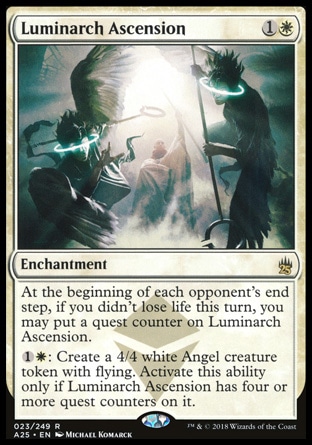 Luminarch Ascension 1
Enchantment 25
At the beginning of each opponent's end
step, if you didn't lose life this turn, you
may put a quest counter on Luminarch
Ascension.
1 : Create a 4/4 white Angel creature
token with flying. Activate this ability
only if Luminarch Ascension has four or
more quest counters on it.
023/249 R
A25 • EN Michael Komarck
™ & © 2018 Wizards of the Coast